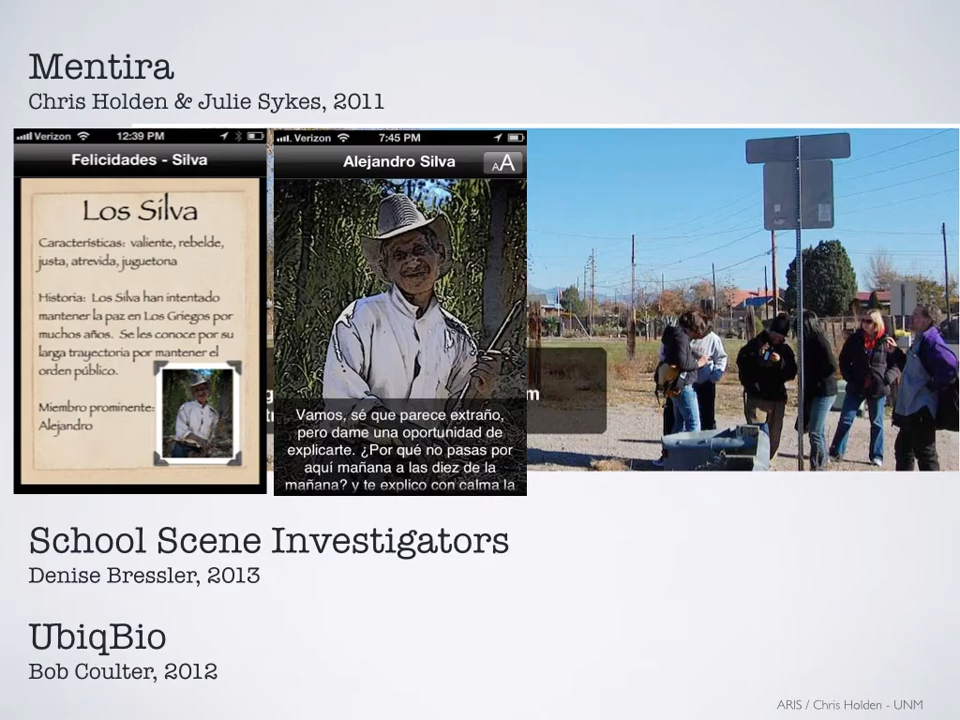 Mentira
Chris Holden & Julie Sykes, 2011
Verizon 12:39 PM
Felicidades - Silva
Los Silva
Características: valiente, rebelde,
justa, atrevida, juguetona
Historia: Los Silva han intentado
mantener la paz en Los Griegos por
muchos años. Se les conoce por su
larga trayectoria por mantener el
orden público.
Miembro prominente:
Alejandro
Verizon 7:45 PM
Alejandro Silva
AA
Vamos, sé que parece extraño,
pero dame una oportunidad de
explicarte. ¿Por qué no pasas por
aquí mañana a las diez de la
mañana? y te explico con calma la
School Scene Investigators
Denise Bressler, 2013
UbiqBio
Bob Coulter, 2012
ARIS / Chris Holden - UNM